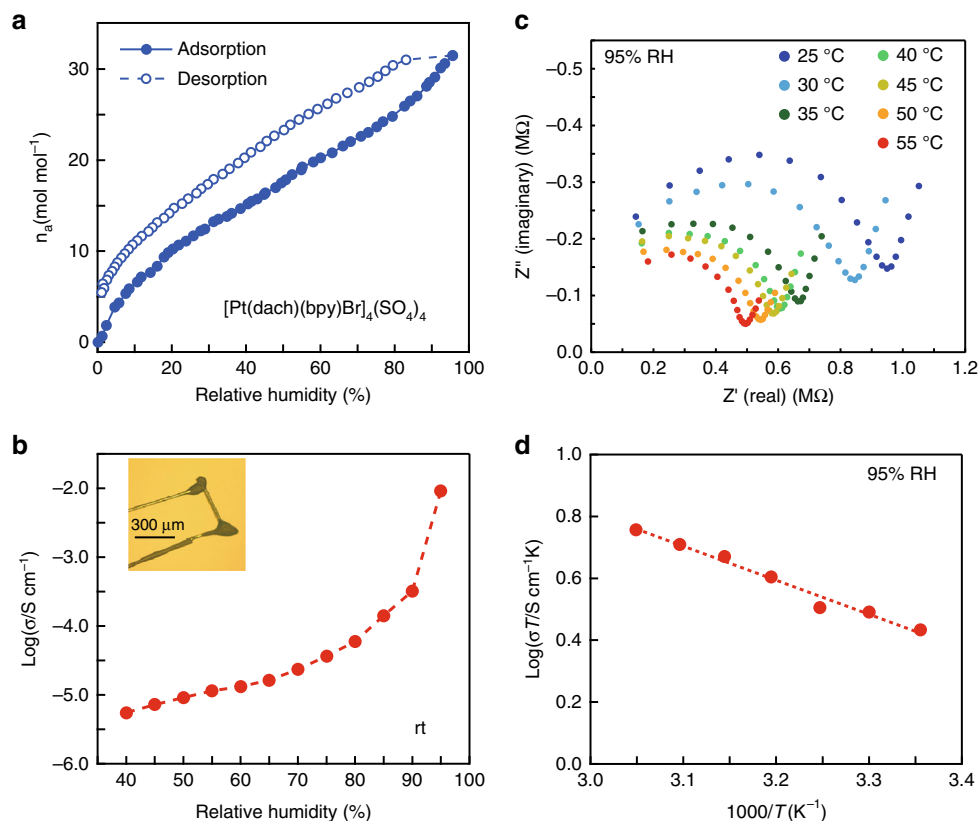 a
Adsorption
Desorption
30
20
10
0
nₐ(mol mol⁻¹)
[Pt(dach)(bpy)Br]₄(SO₄)₄
0 20 40 60 80 100
Relative humidity (%)
c
95% RH
25 °C
30 °C
35 °C
40 °C
45 °C
50 °C
55 °C
–0.5
–0.4
–0.3
–0.2
–0.1
0.0
Z'' (imaginary) (MΩ)
0.0 0.2 0.4 0.6 0.8 1.0 1.2
Z' (real) (MΩ)
b
300 μm
–2.0
–3.0
–4.0
–5.0
–6.0
Log(σ/S cm⁻¹)
rt
40 50 60 70 80 90 100
Relative humidity (%)
d
95% RH
1.0
0.8
0.6
0.4
0.2
0.0
Log(σT/S cm⁻¹K)
3.0 3.1 3.2 3.3 3.4
1000/T(K⁻¹)